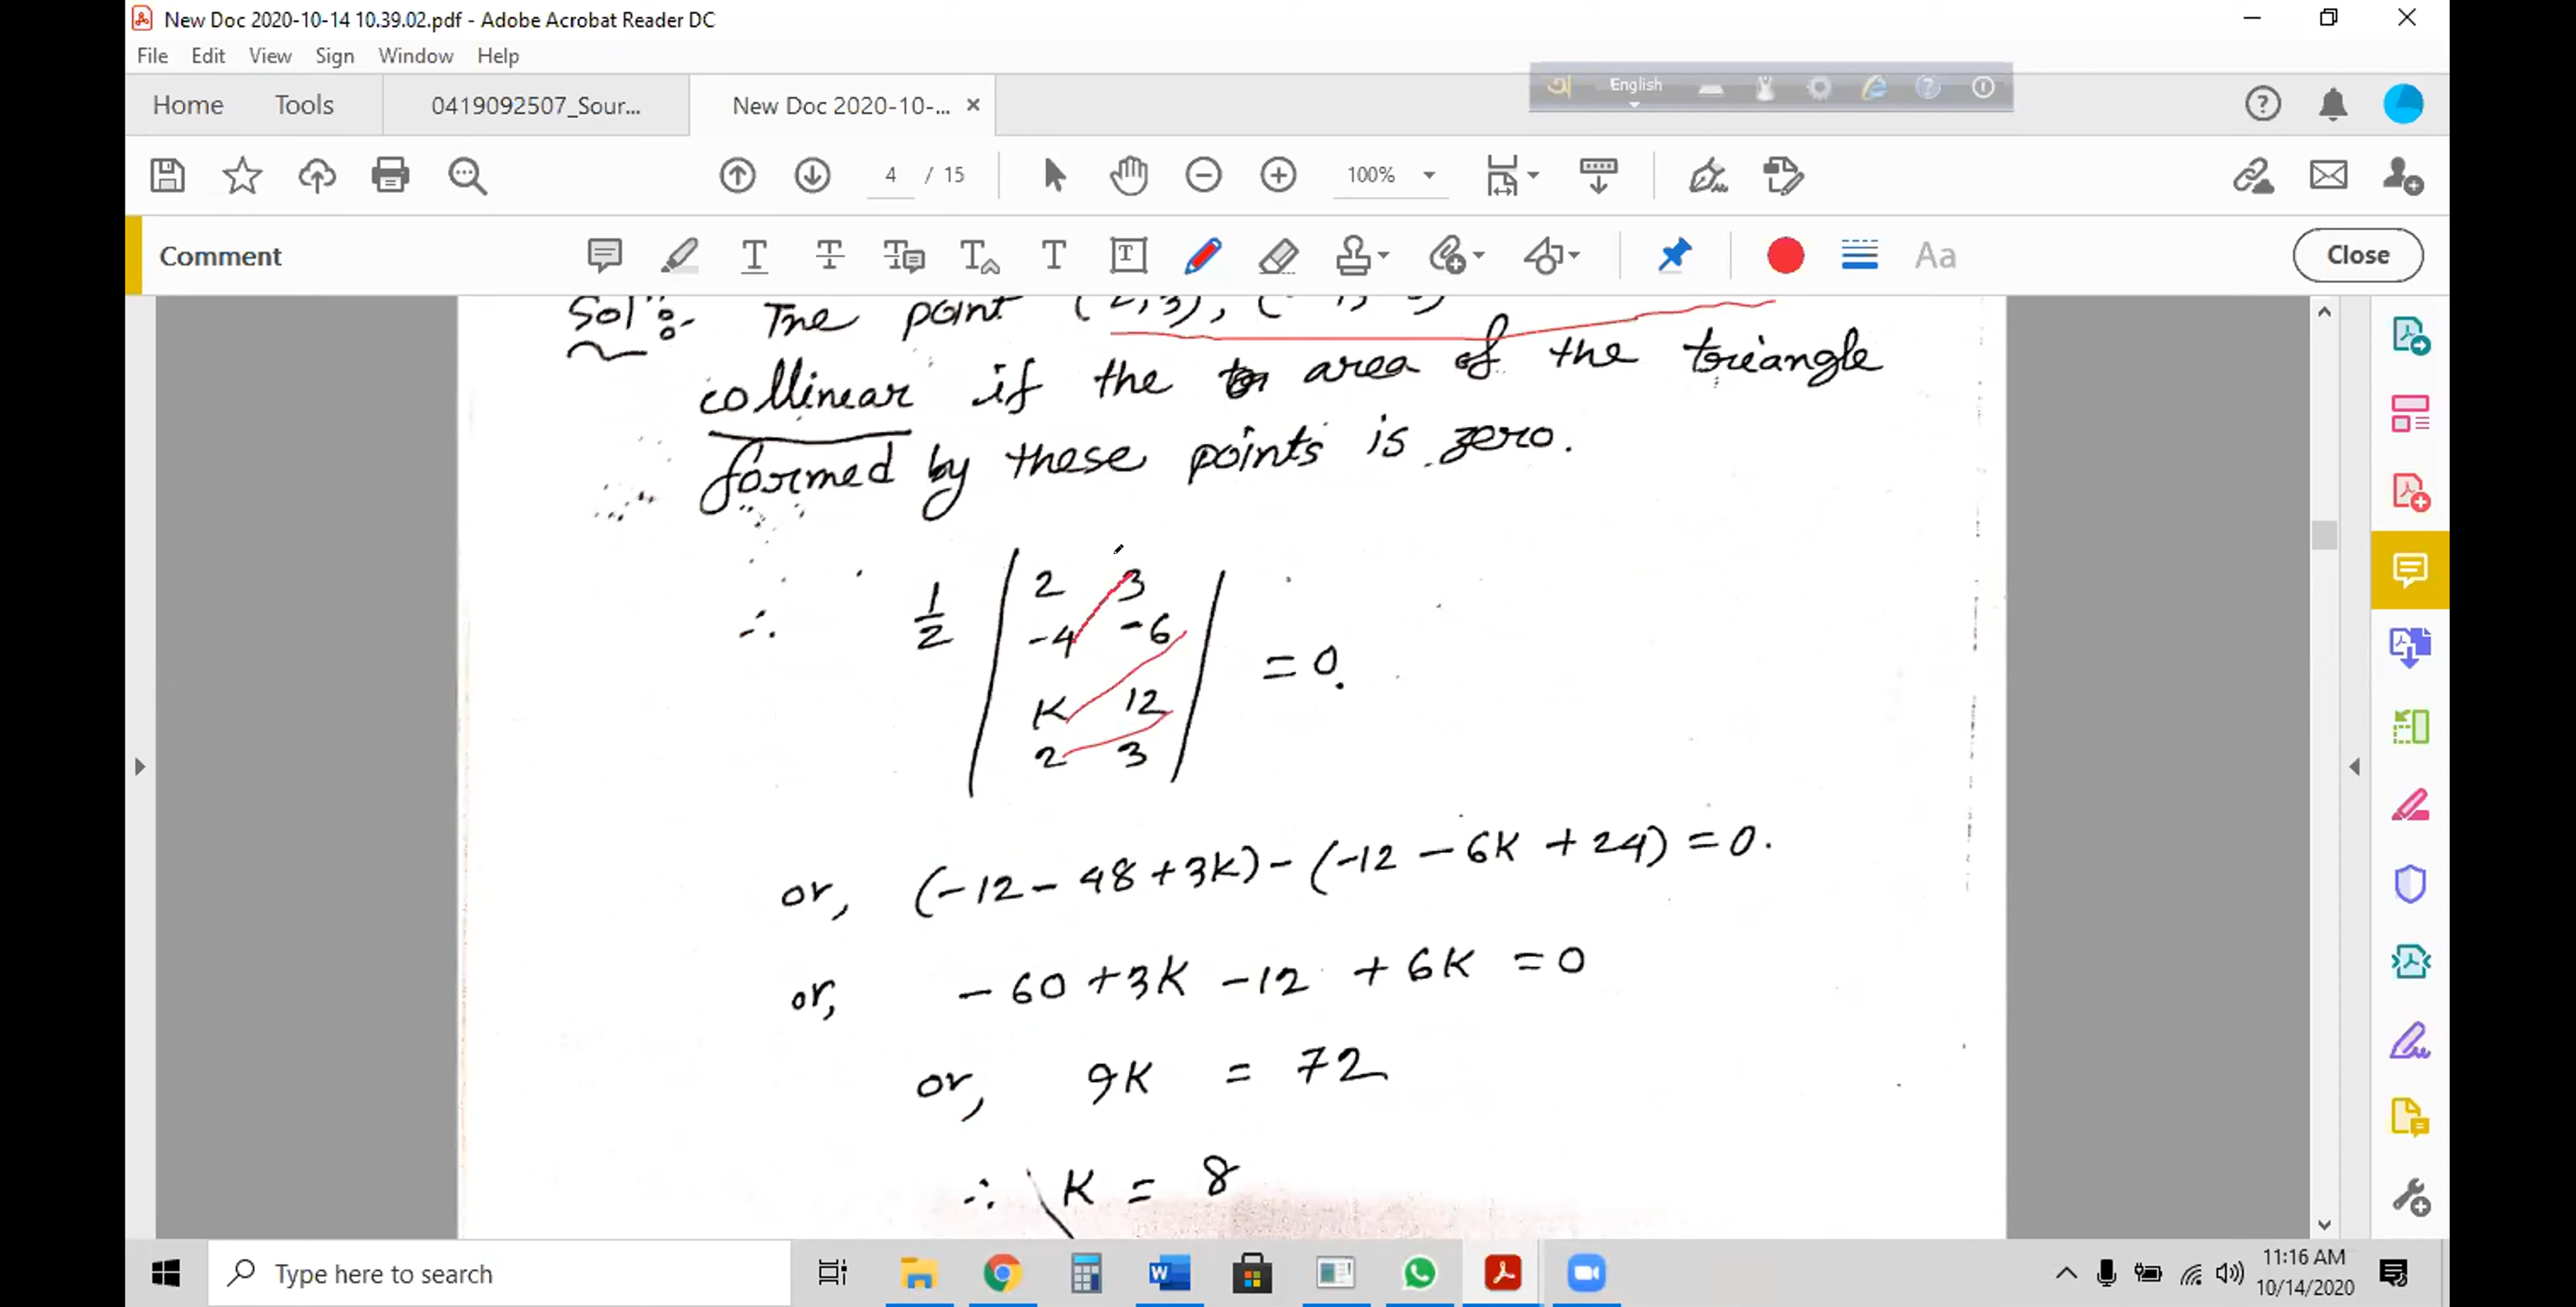 New Doc 2020-10-14 10.39.02.pdf - Adobe Acrobat Reader DC
File Edit View Sign Window Help
Home Tools 0419092507_Sour... New Doc 2020-10-... ×
English
4 / 15 100%
Comment Close
Sol: The point (2,3), (
collinear if the area of the triangle
formed by these points is zero.
∴ 1/2 | 2 3
-4 -6
K 12
2 3 | = 0.
or, (-12 - 48 + 3K) - (-12 - 6K + 24) = 0.
or, - 60 + 3K - 12 + 6K = 0
or, 9K = 72
∴ K = 8
Type here to search
11:16 AM
10/14/2020